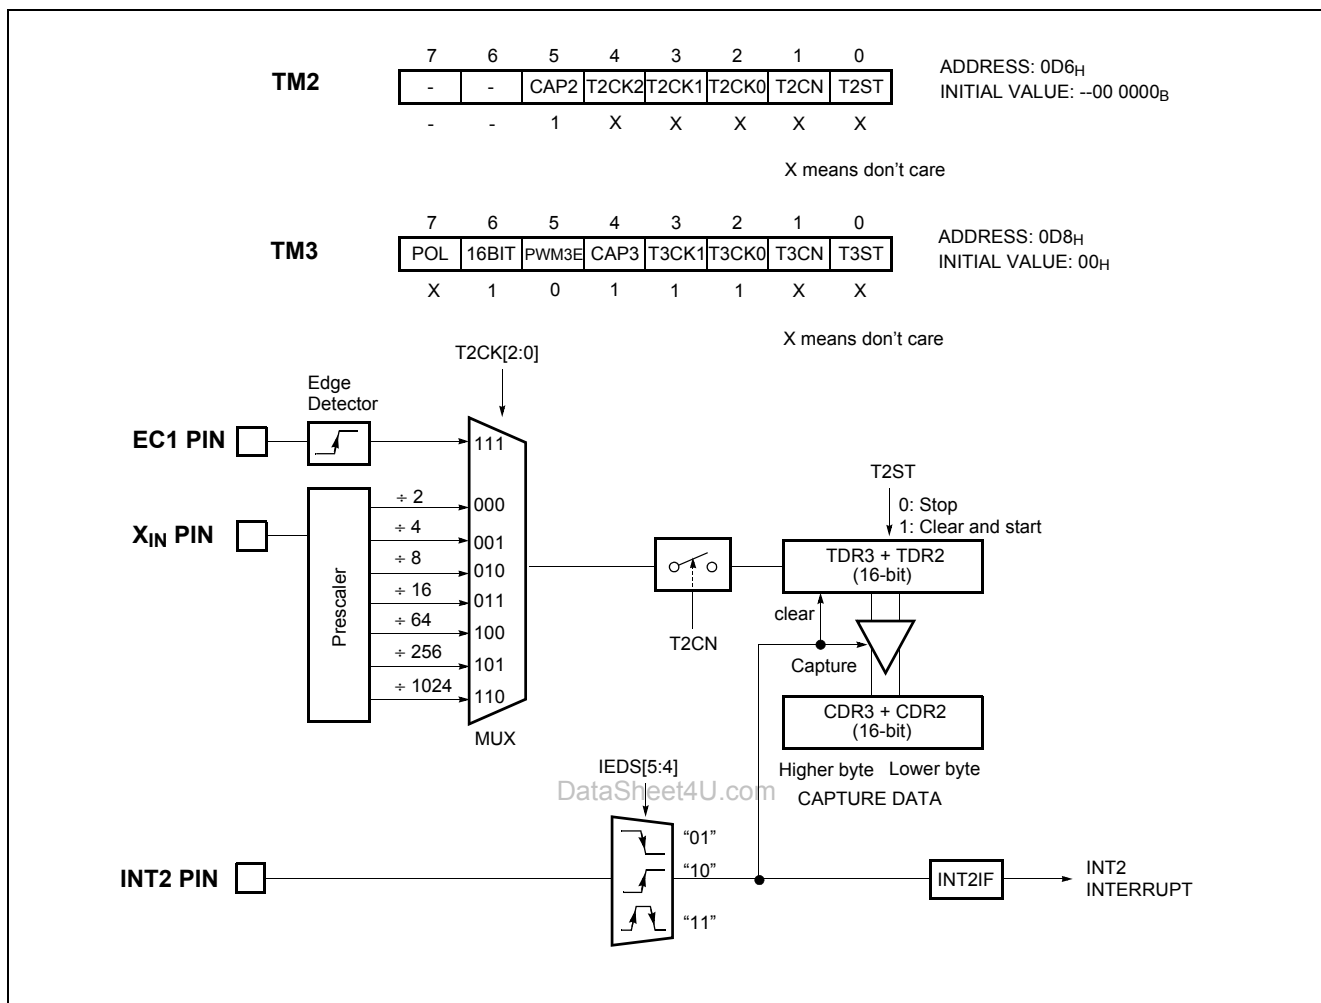 7 6 5 4 3 2 1 0
TM2 - - CAP2 T2CK2 T2CK1 T2CK0 T2CN T2ST
- - 1 X X X X X
ADDRESS: 0D6H
INITIAL VALUE: --00 0000B
X means don't care
7 6 5 4 3 2 1 0
TM3 POL 16BIT PWM3E CAP3 T3CK1 T3CK0 T3CN T3ST
X 1 0 1 1 1 X X
ADDRESS: 0D8H
INITIAL VALUE: 00H
X means don't care
T2CK[2:0]
Edge
Detector
EC1 PIN
111
XIN PIN
Prescaler
÷ 2 000
÷ 4 001
÷ 8 010
÷ 16 011
÷ 64 100
÷ 256 101
÷ 1024 110
MUX
T2CN
T2ST
0: Stop
1: Clear and start
TDR3 + TDR2
(16-bit)
clear
Capture
CDR3 + CDR2
(16-bit)
Higher byte Lower byte
CAPTURE DATA
IEDS[5:4]
DataSheet4U.com
"01"
"10"
"11"
INT2 PIN
INT2IF
INT2
INTERRUPT